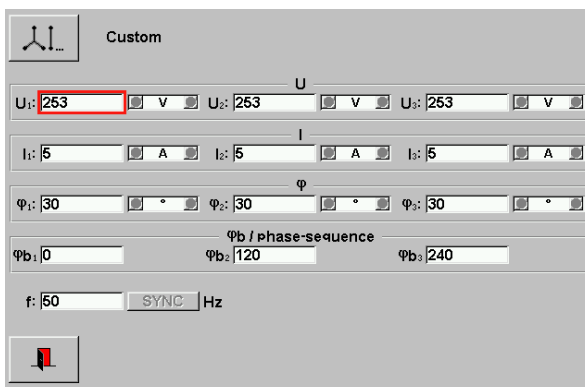 Custom
U
U₁: 253 V U₂: 253 V U₃: 253 V
I
I₁: 5 A I₂: 5 A I₃: 5 A
φ
φ₁: 30 ° φ₂: 30 ° φ₃: 30 °
φb / phase-sequence
φb₁ 0 φb₂ 120 φb₃ 240
f: 50 SYNC Hz